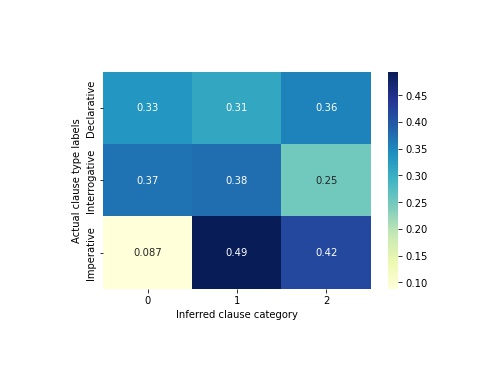 Actual clause type labels
Declarative
0.33 0.31 0.36
Interrogative
0.37 0.38 0.25
Imperative
0.087 0.49 0.42
0 1 2
Inferred clause category
0.45
0.40
0.35
0.30
0.25
0.20
0.15
0.10